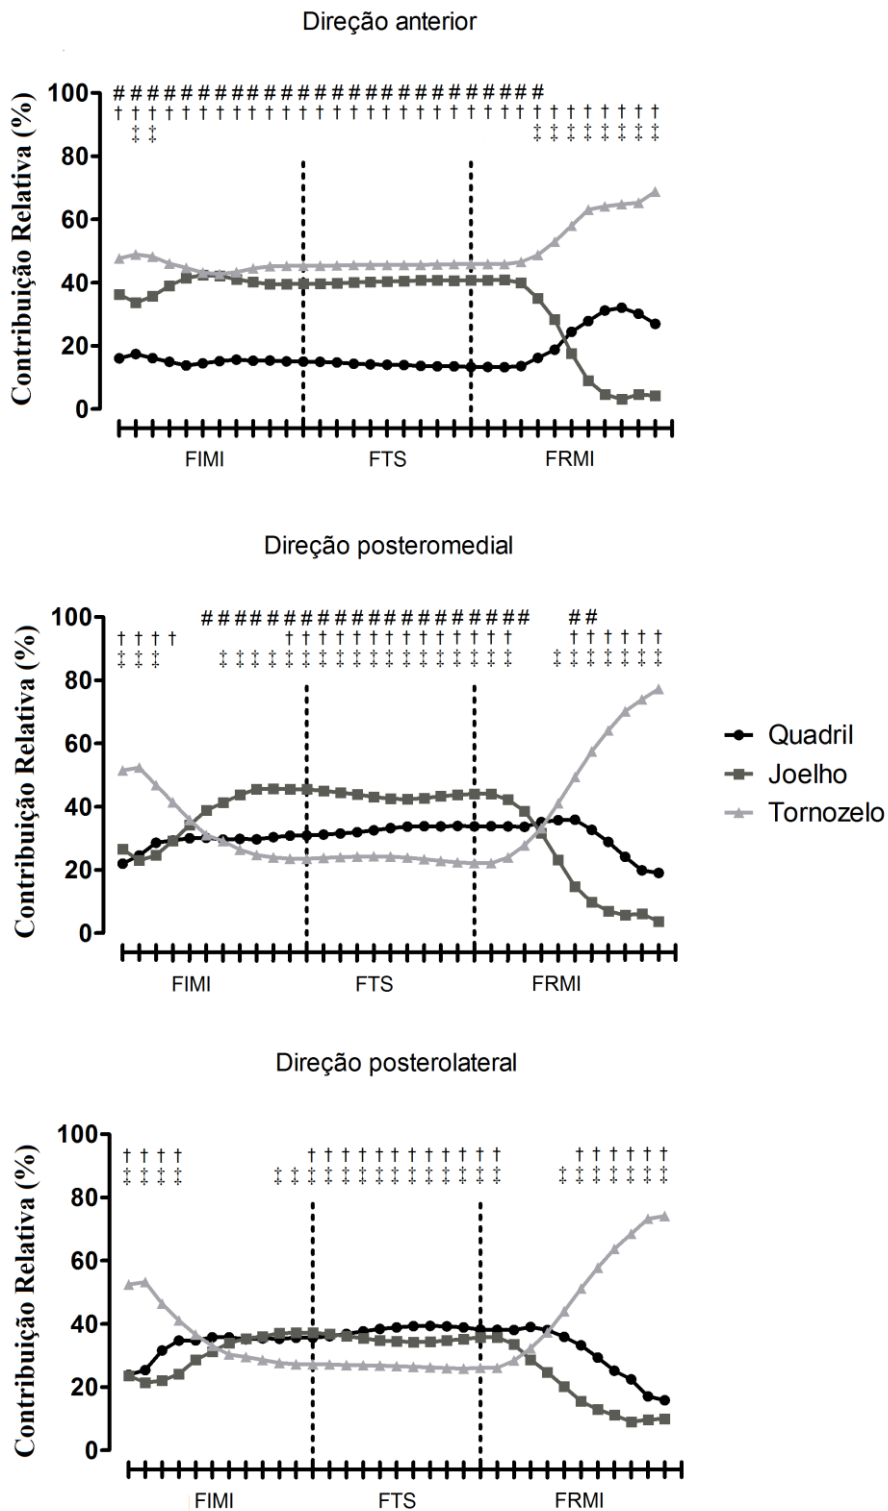 Direção anterior
Contribuição Relativa (%)
100 # # # # # # # # # # # # # # # # # # # # # # # # # #
† † † † † † † † † † † † † † † † † † † † † † † † † † † † † † † † †
‡ ‡ ‡ ‡ ‡ ‡ ‡ ‡ ‡ ‡
80
60
40
20
0
FIMI FTS FRMI
Direção posteromedial
Contribuição Relativa (%)
100 # # # # # # # # # # # # # # # # # # # # # #
† † † † † † † † † † † † † † † † † † † † † † † †
‡ ‡ ‡ ‡ ‡ ‡ ‡ ‡ ‡ ‡ ‡ ‡ ‡ ‡ ‡ ‡ ‡ ‡ ‡ ‡ ‡ ‡ ‡ ‡ ‡ ‡ ‡ ‡
80
60
40
20
0
FIMI FTS FRMI
Quadril
Joelho
Tornozelo
Direção posterolateral
Contribuição Relativa (%)
100
† † † † † † † † † † † † † † † † † † † † † †
‡ ‡ ‡ ‡ ‡ ‡ ‡ ‡ ‡ ‡ ‡ ‡ ‡ ‡ ‡ ‡ ‡ ‡ ‡ ‡ ‡ ‡ ‡ ‡ ‡
80
60
40
20
0
FIMI FTS FRMI